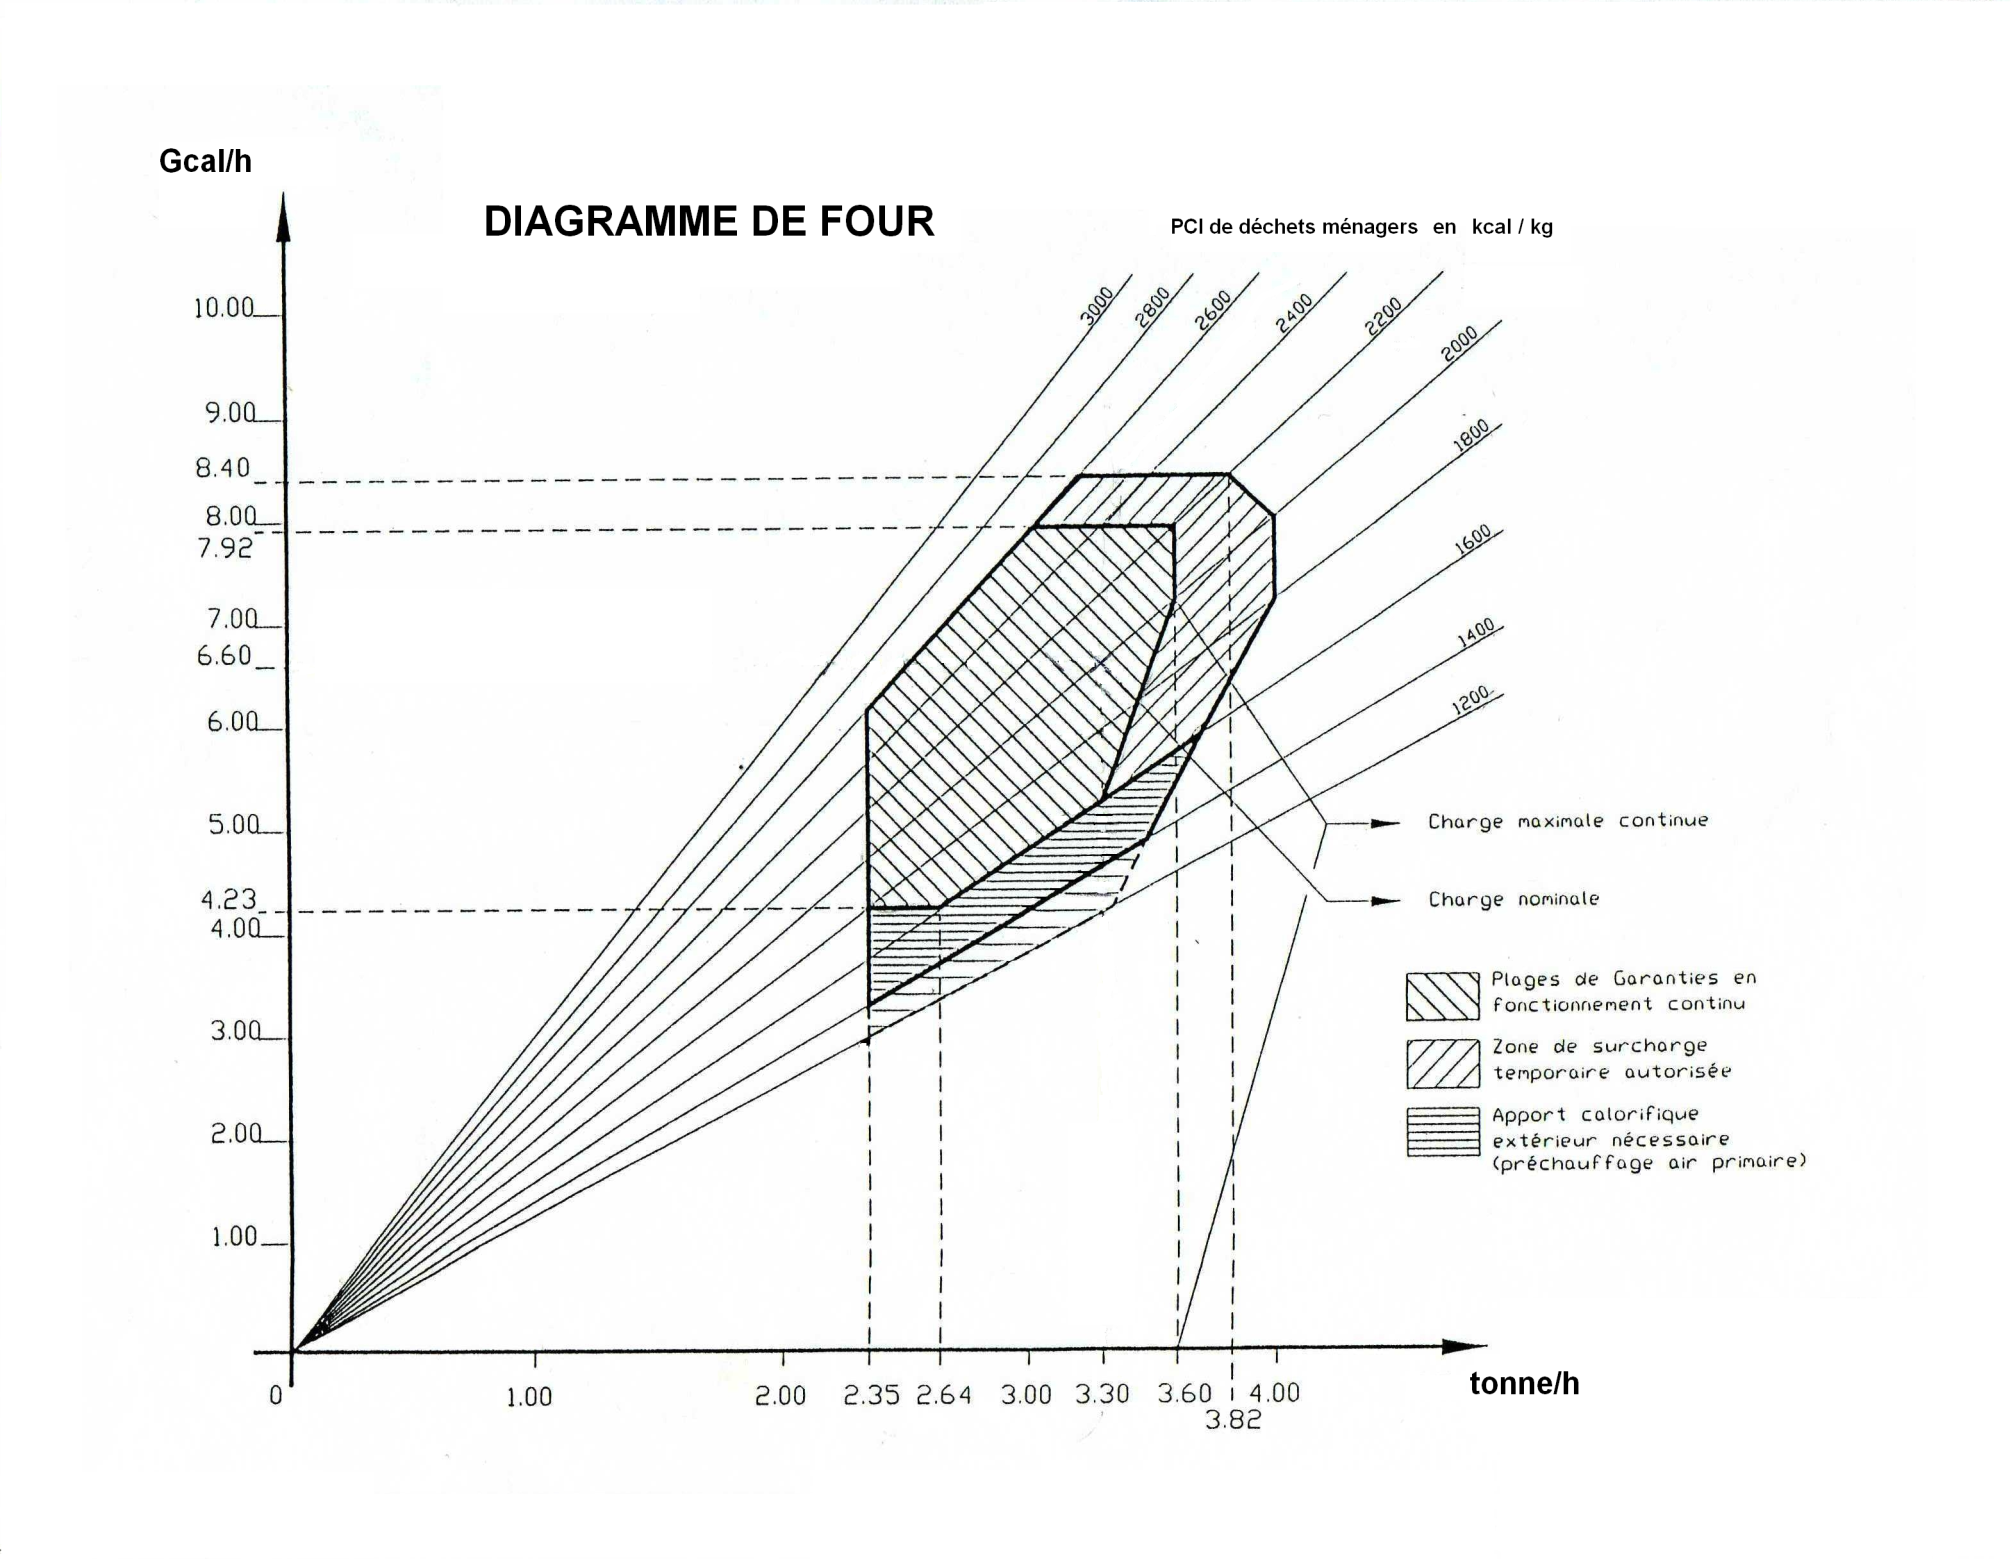 Gcal/h
DIAGRAMME DE FOUR
PCI de déchets ménagers en kcal / kg
3000
2800
2600
2400
2200
2000
1800
1600
1400
1200
10.00
9.00
8.40
8.00
7.92
7.00
6.60
6.00
5.00
4.23
4.00
3.00
2.00
1.00
Charge maximale continue
Charge nominale
Plages de Garanties en
fonctionnement continu
Zone de surcharge
temporaire autorisée
Apport calorifique
extérieur nécessaire
(préchauffage air primaire)
0
1.00
2.00
2.35
2.64
3.00
3.30
3.60
4.00
3.82
tonne/h